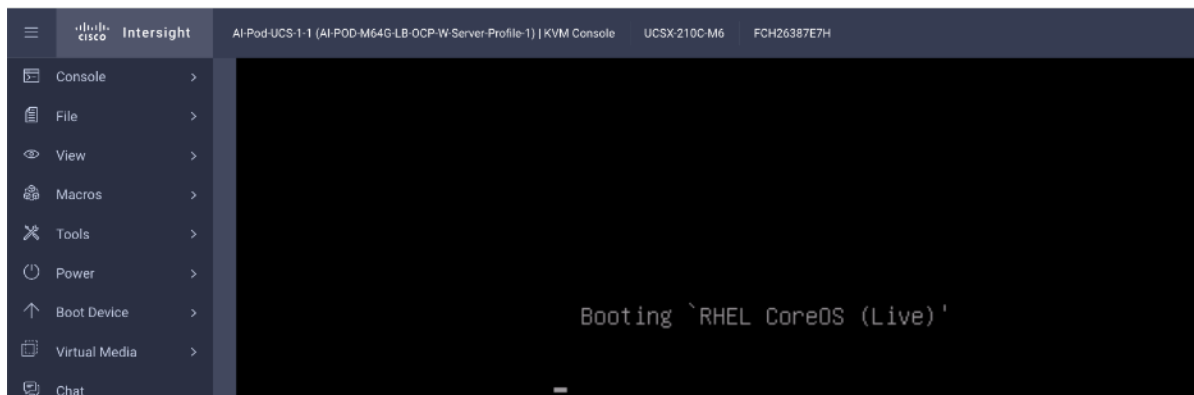 cisco Intersight
AI-Pod-UCS-1-1 (AI-POD-M64G-LB-OCP-W-Server-Profile-1) | KVM Console UCSX-210C-M6 FCH26387E7H
Console
File
View
Macros
Tools
Power
Boot Device
Virtual Media
Chat
Booting `RHEL CoreOS (Live)'